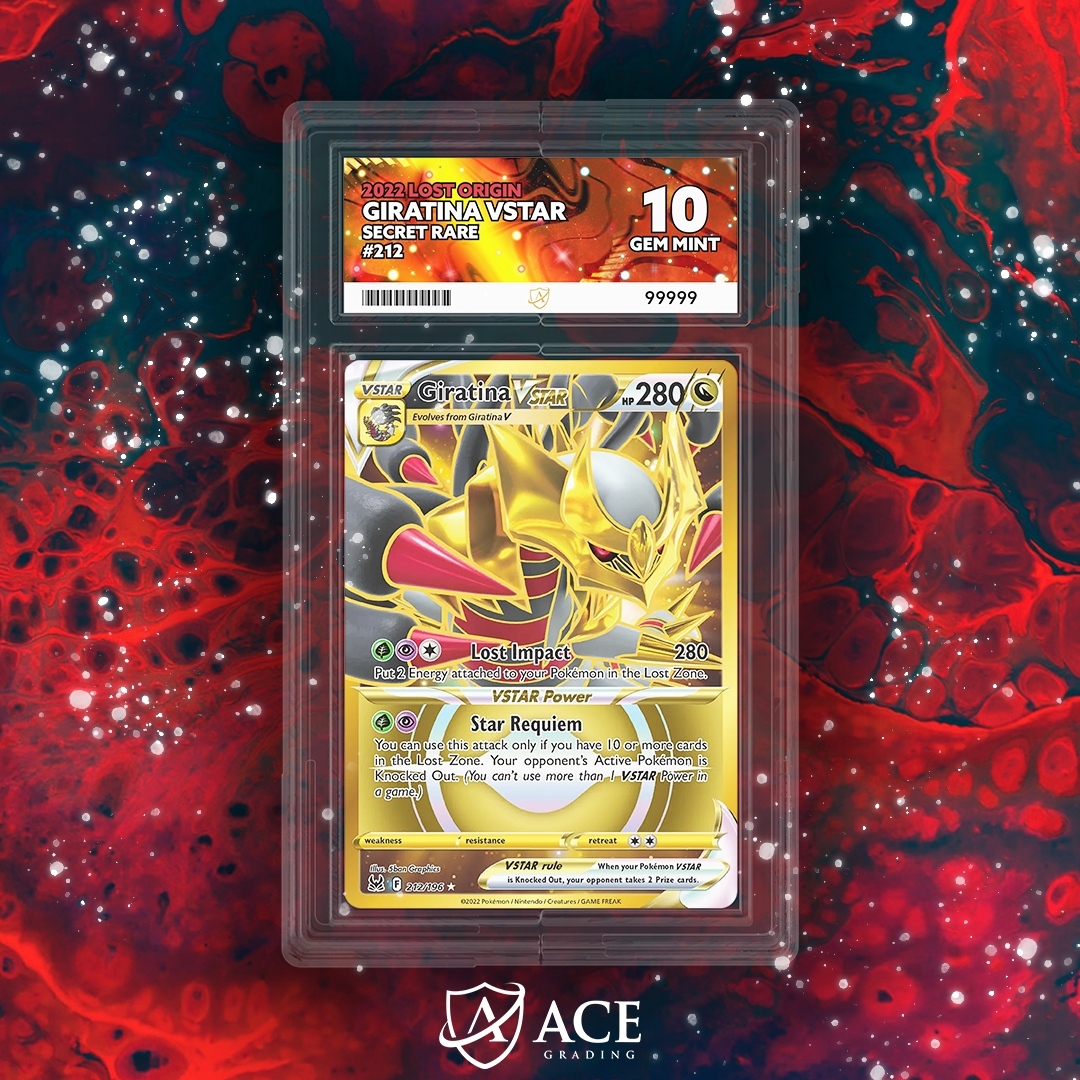 2022 LOST ORIGIN
GIRATINA VSTAR
SECRET RARE
#212
10
GEM MINT
99999
VSTAR
Giratina VSTAR
HP 280
Evolves from Giratina V
Lost Impact 280
Put 2 Energy attached to your Pokémon in the Lost Zone.
VSTAR Power
Star Requiem
You can use this attack only if you have 10 or more cards
in the Lost Zone. Your opponent's Active Pokémon is
Knocked Out. (You can't use more than 1 VSTAR Power in
a game.)
weakness resistance retreat
Illus. 5ban Graphics
F 212/196
VSTAR rule When your Pokémon VSTAR
is Knocked Out, your opponent takes 2 Prize cards.
©2022 Pokémon / Nintendo / Creatures / GAME FREAK
ACE
GRADING